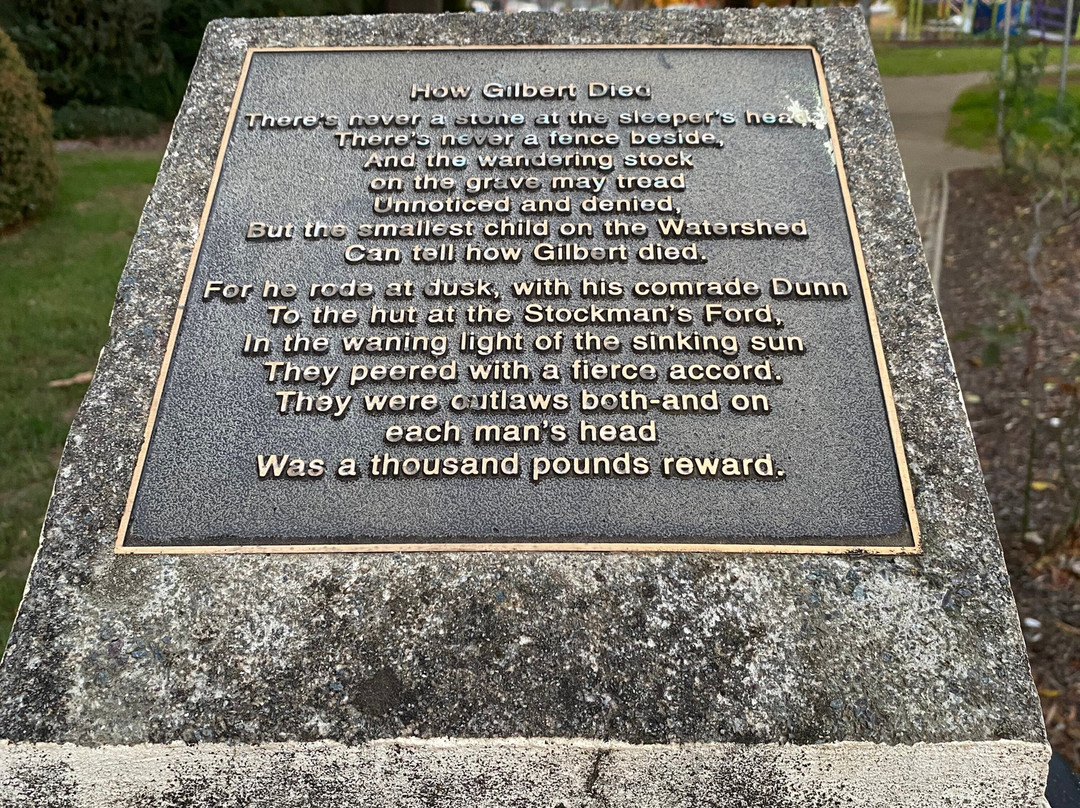 How Gilbert Died
There's never a stone at the sleeper's head,
There's never a fence beside,
And the wandering stock
on the grave may tread
Unnoticed and denied,
But the smallest child on the Watershed
Can tell how Gilbert died.
For he rode at dusk, with his comrade Dunn
To the hut at the Stockman's Ford,
In the waning light of the sinking sun
They peered with a fierce accord.
They were outlaws both-and on
each man's head
Was a thousand pounds reward.